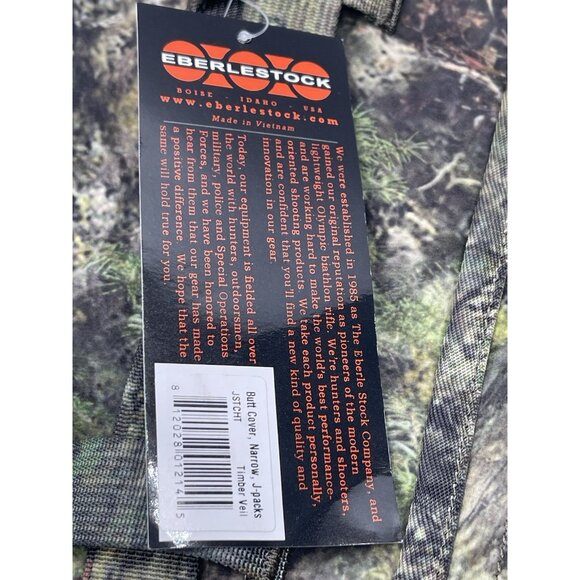 EBERLESTOCK
BOISE - IDAHO - USA
www.eberlestock.com
Made in Vietnam
We were established in 1985 as The Eberle Stock Company, and
gained our original reputation as pioneers of the modern
lightweight Olympic biathlon rifle. We're hunters and shooters,
and are working hard to make the world's best performance-
oriented shooting products. We take each product personally,
and are confident that you'll find a new kind of quality and
innovation in our gear.
Today, our equipment is fielded all over
the world with hunters, outdoorsmen,
military, police and Special Operations
Forces, and we have been honored to
hear from them that our gear has made
a positive difference. We hope that the
same will hold true for you!
Butt Cover, Narrow, J-packs
JSTCHT
Timber Veil
8 12028 01214 5